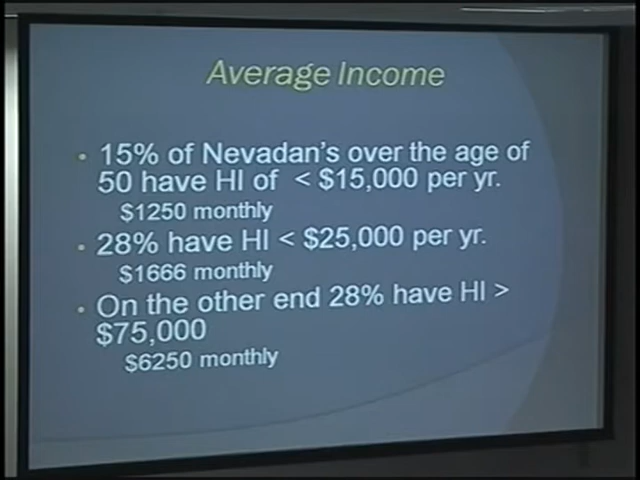 Average Income
• 15% of Nevadan's over the age of
50 have HI of < $15,000 per yr.
$1250 monthly
• 28% have HI < $25,000 per yr.
$1666 monthly
• On the other end 28% have HI >
$75,000
$6250 monthly